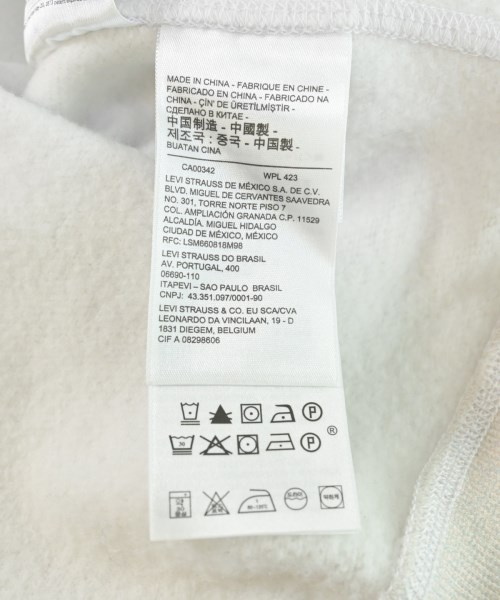 MADE IN CHINA - FABRIQUE EN CHINE -
FABRICADO EN CHINA - FABRICADO NA
CHINA - ÇİN' DE ÜRETİLMİŞTİR -
СДЕЛАНО В КИТАЕ -
中国制造 - 中國製 -
제조국 : 중국 - 中国製 -
BUATAN CINA
CA00342 WPL 423
LEVI STRAUSS DE MÉXICO S.A. DE C.V.
BLVD. MIGUEL DE CERVANTES SAAVEDRA
NO. 301, TORRE NORTE PISO 7
COL. AMPLIACIÓN GRANADA C.P. 11529
ALCALDÍA. MIGUEL HIDALGO
CIUDAD DE MÉXICO, MÉXICO
RFC: LSM660818M98
LEVI STRAUSS DO BRASIL
AV. PORTUGAL, 400
06690-110
ITAPEVI – SAO PAULO BRASIL
CNPJ: 43.351.097/0001-90
LEVI STRAUSS & CO. EU SCA/CVA
LEONARDO DA VINCILAAN, 19 - D
1831 DIEGEM, BELGIUM
CIF A 08298606
P
30 P ®